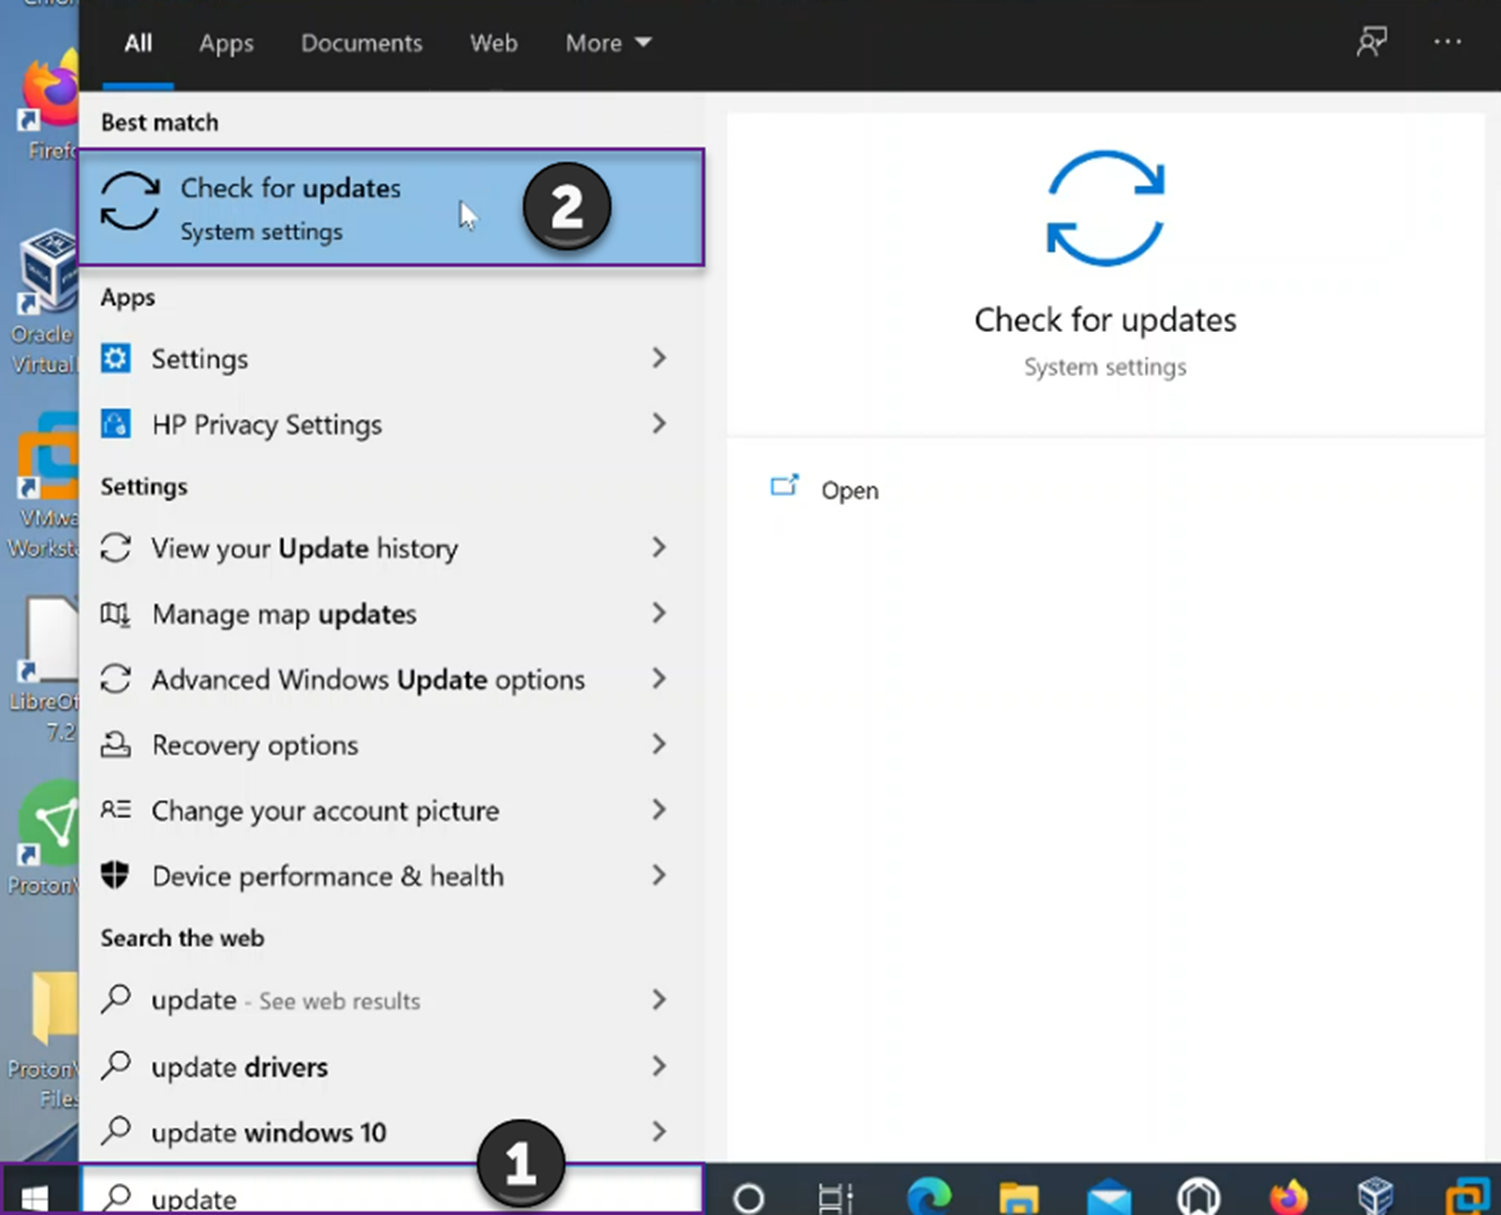 All Apps Documents Web More
Best match
Check for updates
System settings
2
Apps
Settings
HP Privacy Settings
Settings
View your Update history
Manage map updates
Advanced Windows Update options
Recovery options
Change your account picture
Device performance & health
Search the web
update - See web results
update drivers
update windows 10
1
update
Check for updates
System settings
Open
Firefo
Oracle
Virtual
VMwa
Workst
LibreOf
7.2
Proton
Proton
Files